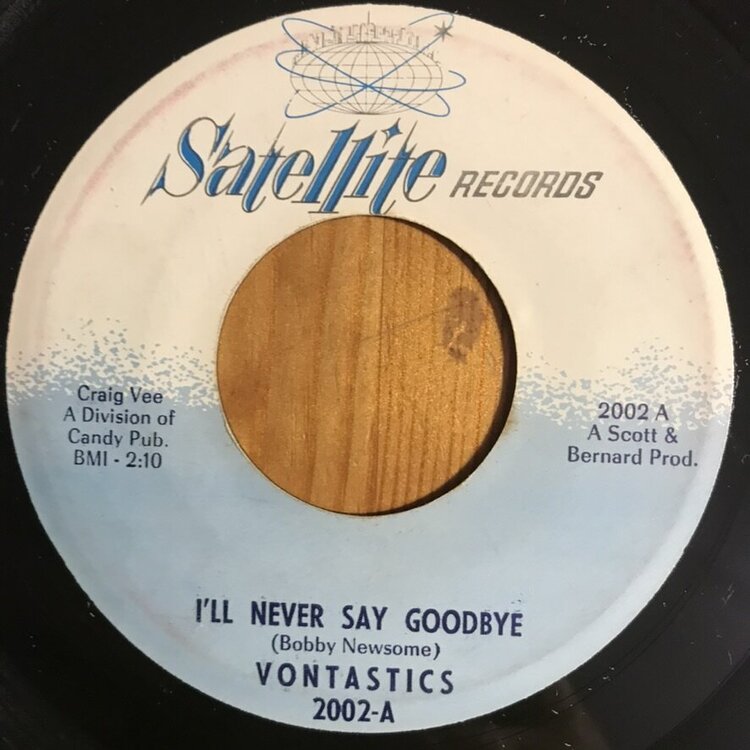 Satellite RECORDS
Craig Vee
A Division of
Candy Pub.
BMI - 2:10
2002 A
A Scott &
Bernard Prod.
I'LL NEVER SAY GOODBYE
(Bobby Newsome)
VONTASTICS
2002-A